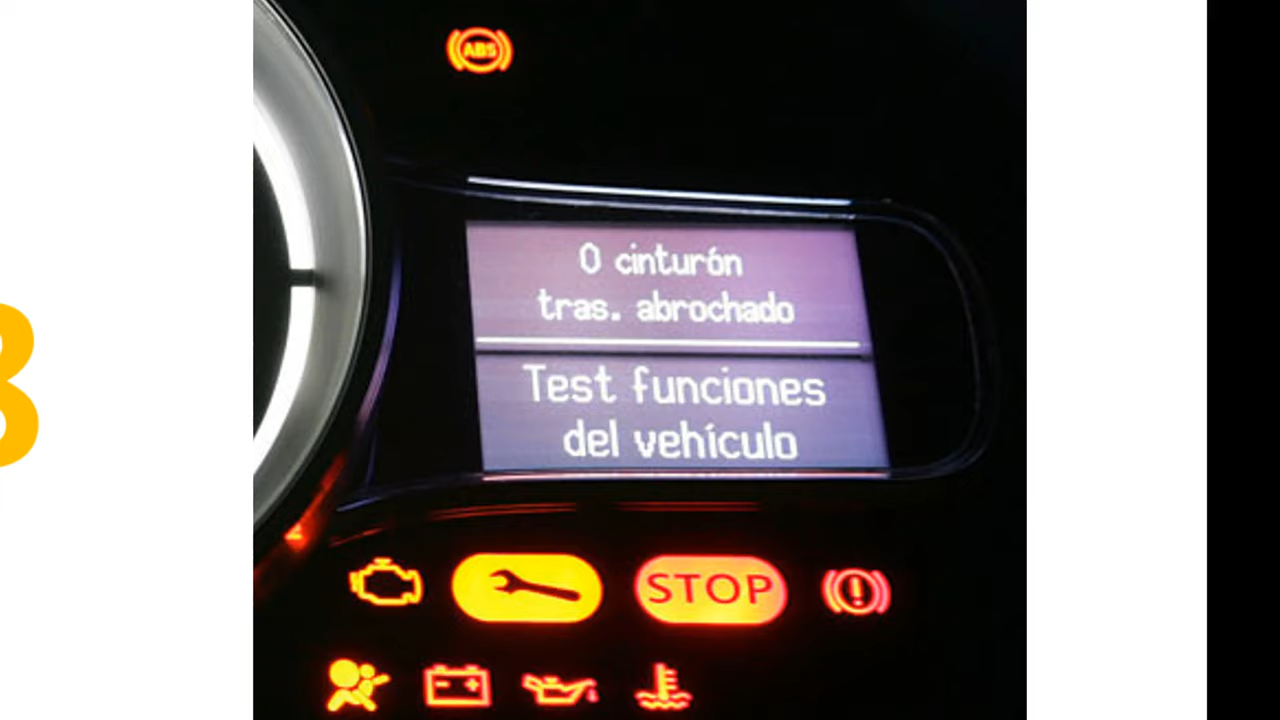 ABS
0 cinturón
tras. abrochado
Test funciones
del vehículo
STOP